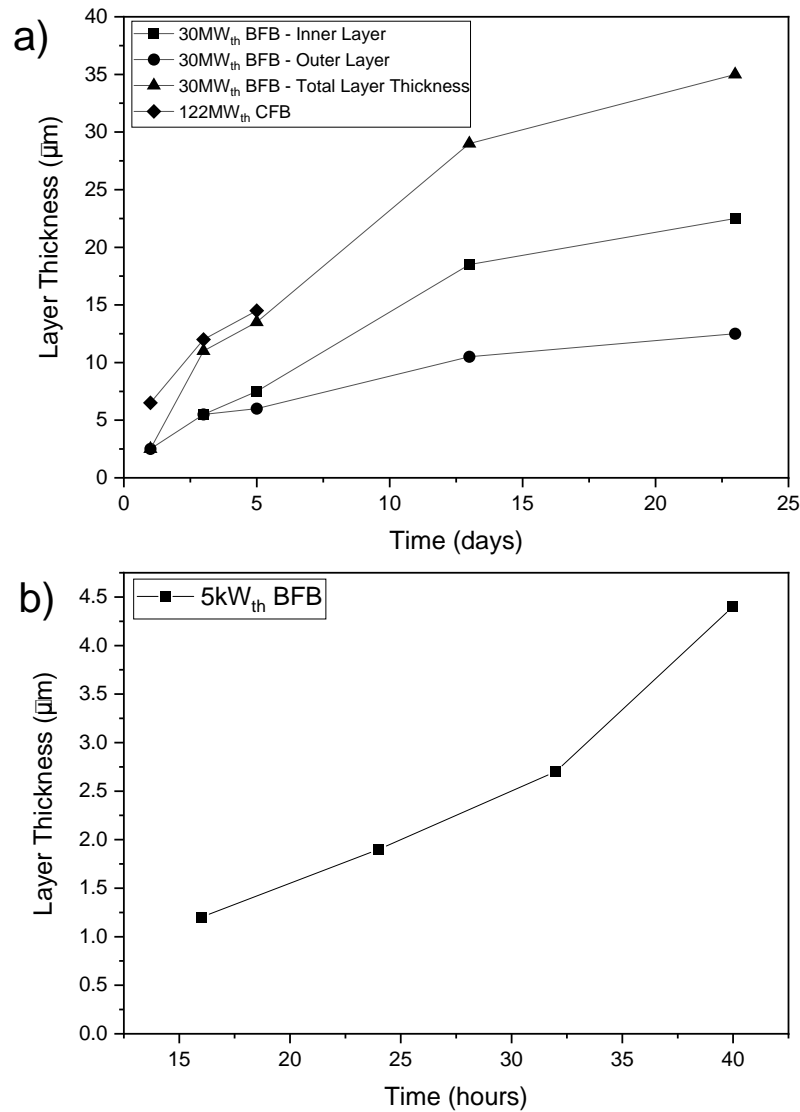 a)
30MWth BFB - Inner Layer
30MWth BFB - Outer Layer
30MWth BFB - Total Layer Thickness
122MWth CFB
40
35
30
25
20
15
10
5
0
Layer Thickness (µm)
0 5 10 15 20 25
Time (days)
b)
5kWth BFB
4.5
4.0
3.5
3.0
2.5
2.0
1.5
1.0
0.5
0.0
Layer Thickness (µm)
15 20 25 30 35 40
Time (hours)